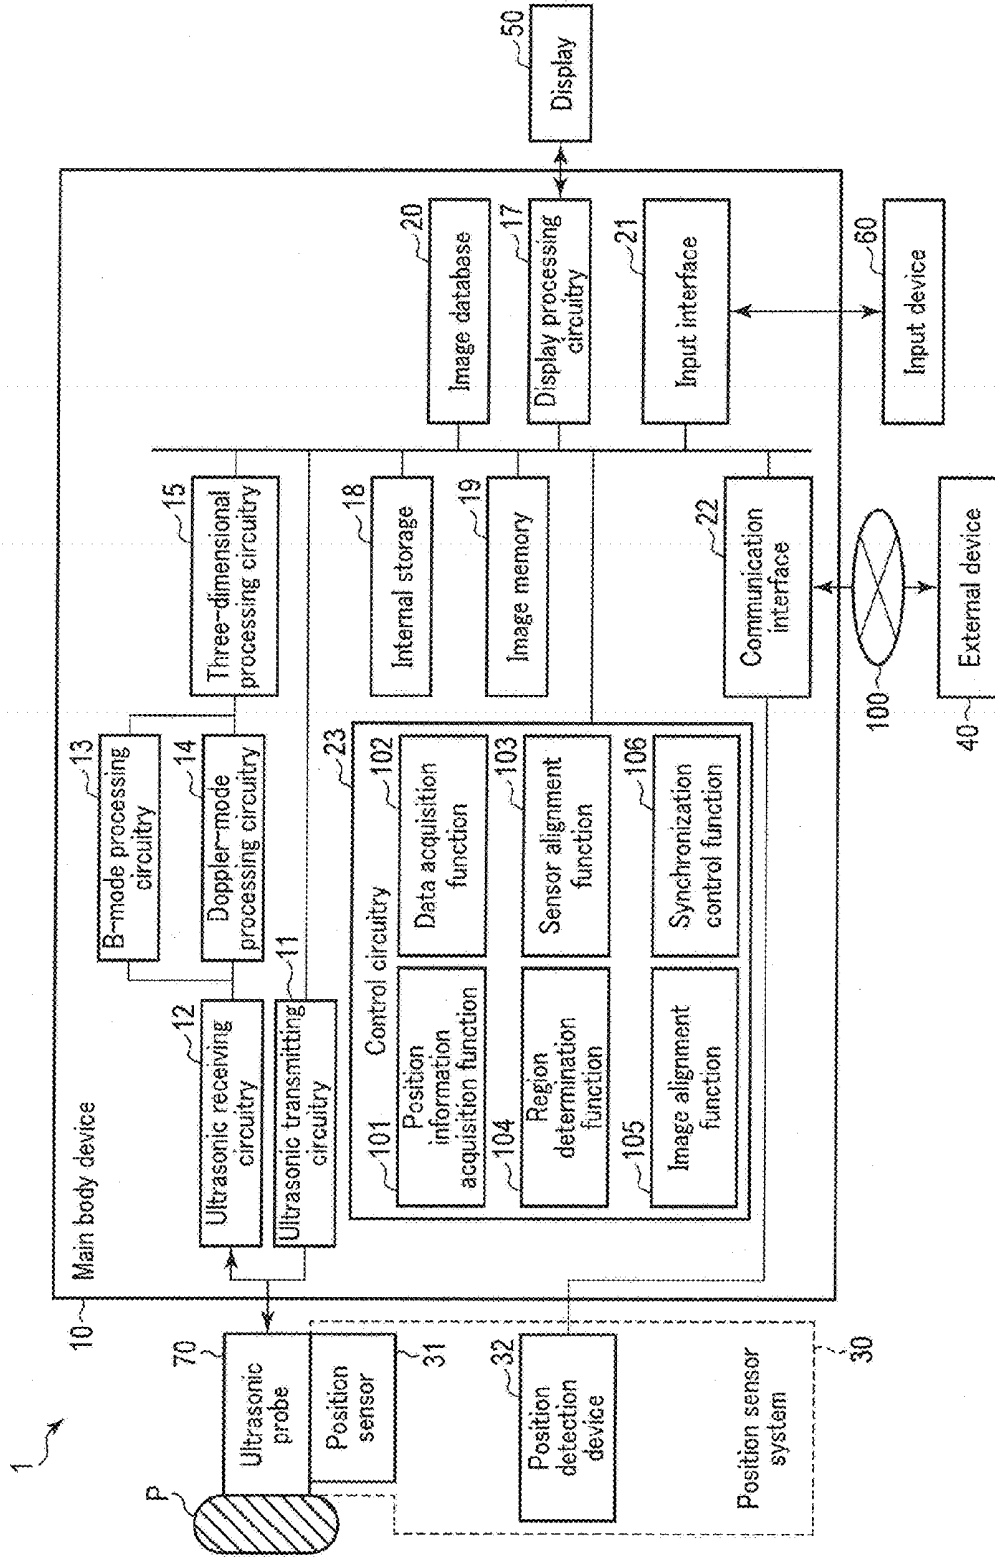 1
P
70
Ultrasonic
probe
Position
sensor
31
32
Position
detection
device
Position sensor
system
30
10
Main body device
12
Ultrasonic receiving
circuitry
11
Ultrasonic transmitting
circuitry
13
B-mode processing
circuitry
14
Doppler-mode
processing circuitry
15
Three-dimensional
processing circuitry
23
Control circuitry
101
Position
information
acquisition function
102
Data acquisition
function
104
Region
determination
function
103
Sensor alignment
function
105
Image alignment
function
106
Synchronization
control function
18
Internal storage
19
Image memory
22
Communication
interface
20
Image database
17
Display processing
circuitry
21
Input interface
50
Display
60
Input device
100
40
External device